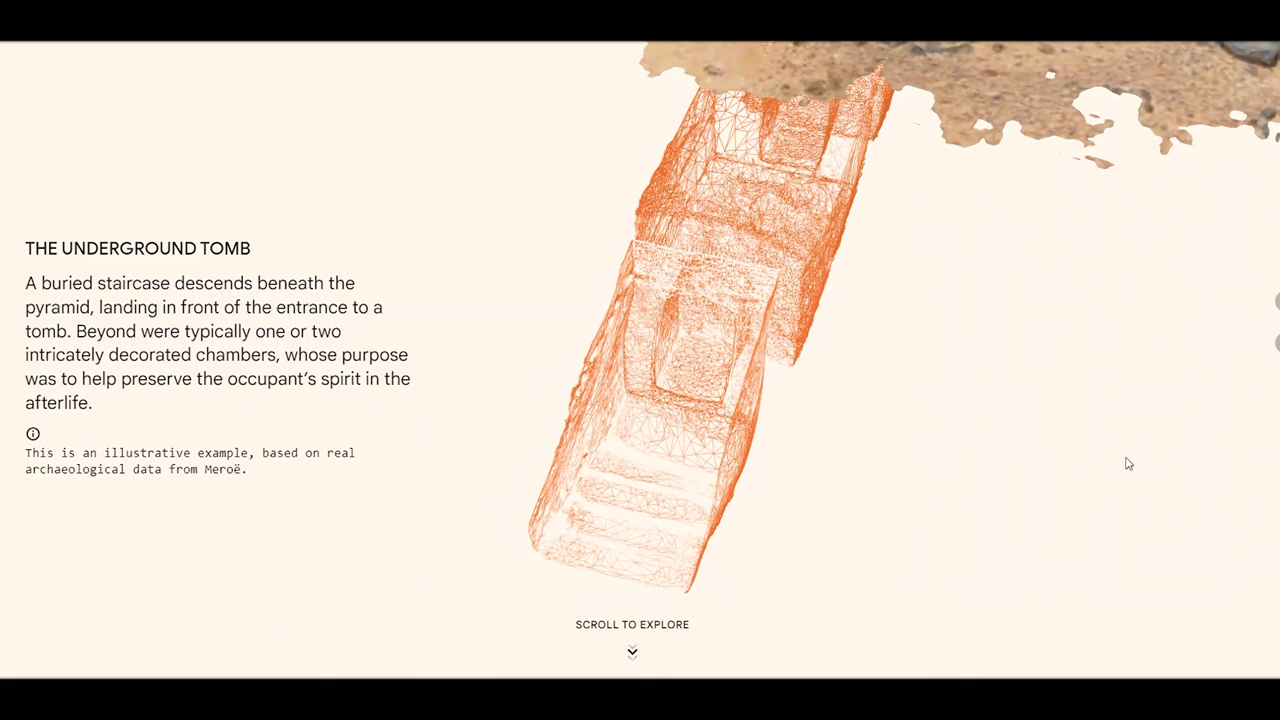 THE UNDERGROUND TOMB
A buried staircase descends beneath the
pyramid, landing in front of the entrance to a
tomb. Beyond were typically one or two
intricately decorated chambers, whose purpose
was to help preserve the occupant's spirit in the
afterlife.
This is an illustrative example, based on real
archaeological data from Meroë.
SCROLL TO EXPLORE